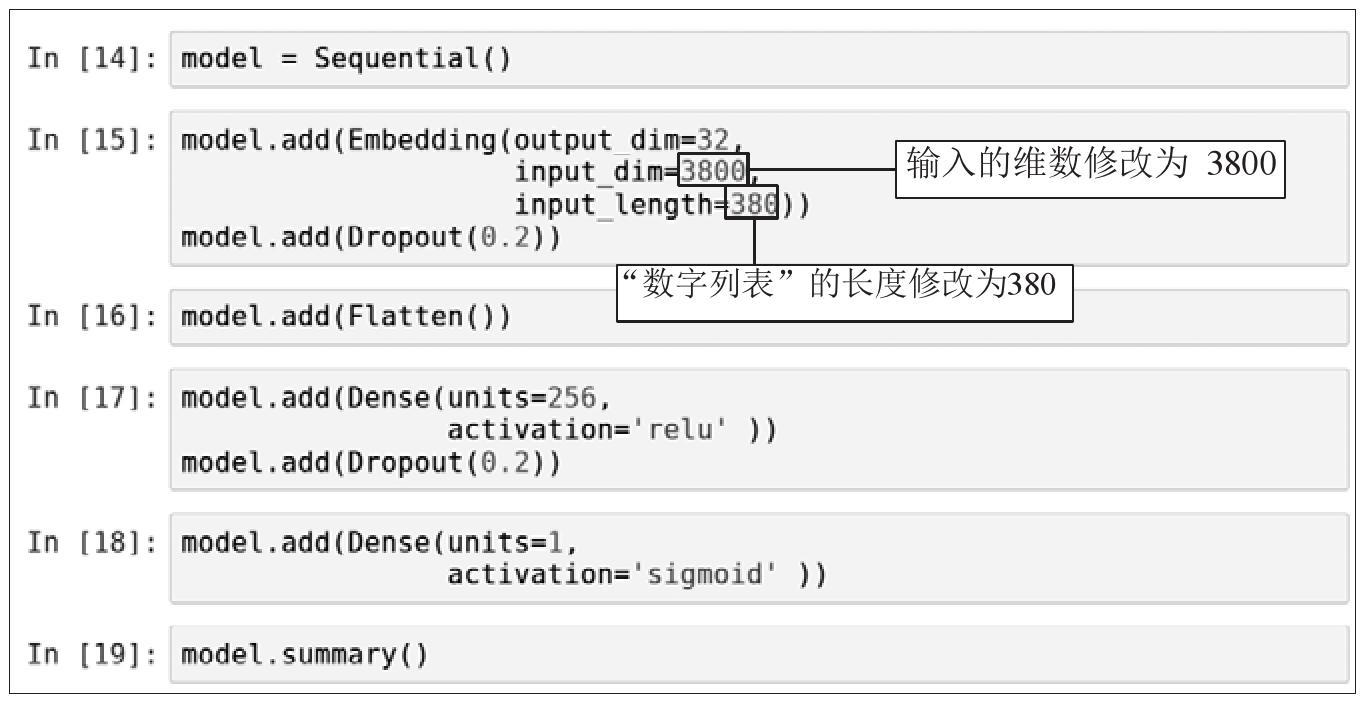 In [14]: model = Sequential()
In [15]: model.add(Embedding(output_dim=32,
input_dim=3800,
输入的维数修改为 3800
input_length=380))
model.add(Dropout(0.2))
“数字列表”的长度修改为380
In [16]: model.add(Flatten())
In [17]: model.add(Dense(units=256,
activation='relu' ))
model.add(Dropout(0.2))
In [18]: model.add(Dense(units=1,
activation='sigmoid' ))
In [19]: model.summary()